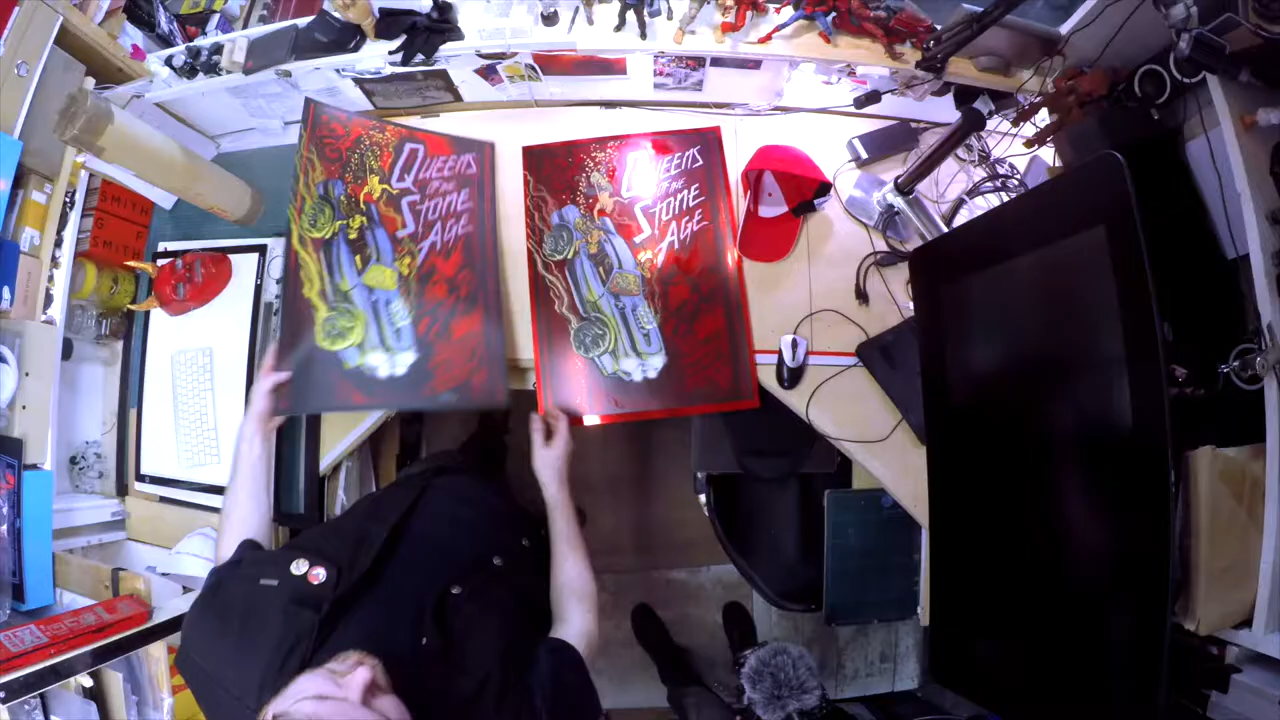 QUEENS
OF THE
STONE
AGE
QUEENS
OF THE
STONE
AGE
SMITH
G F
SMITH